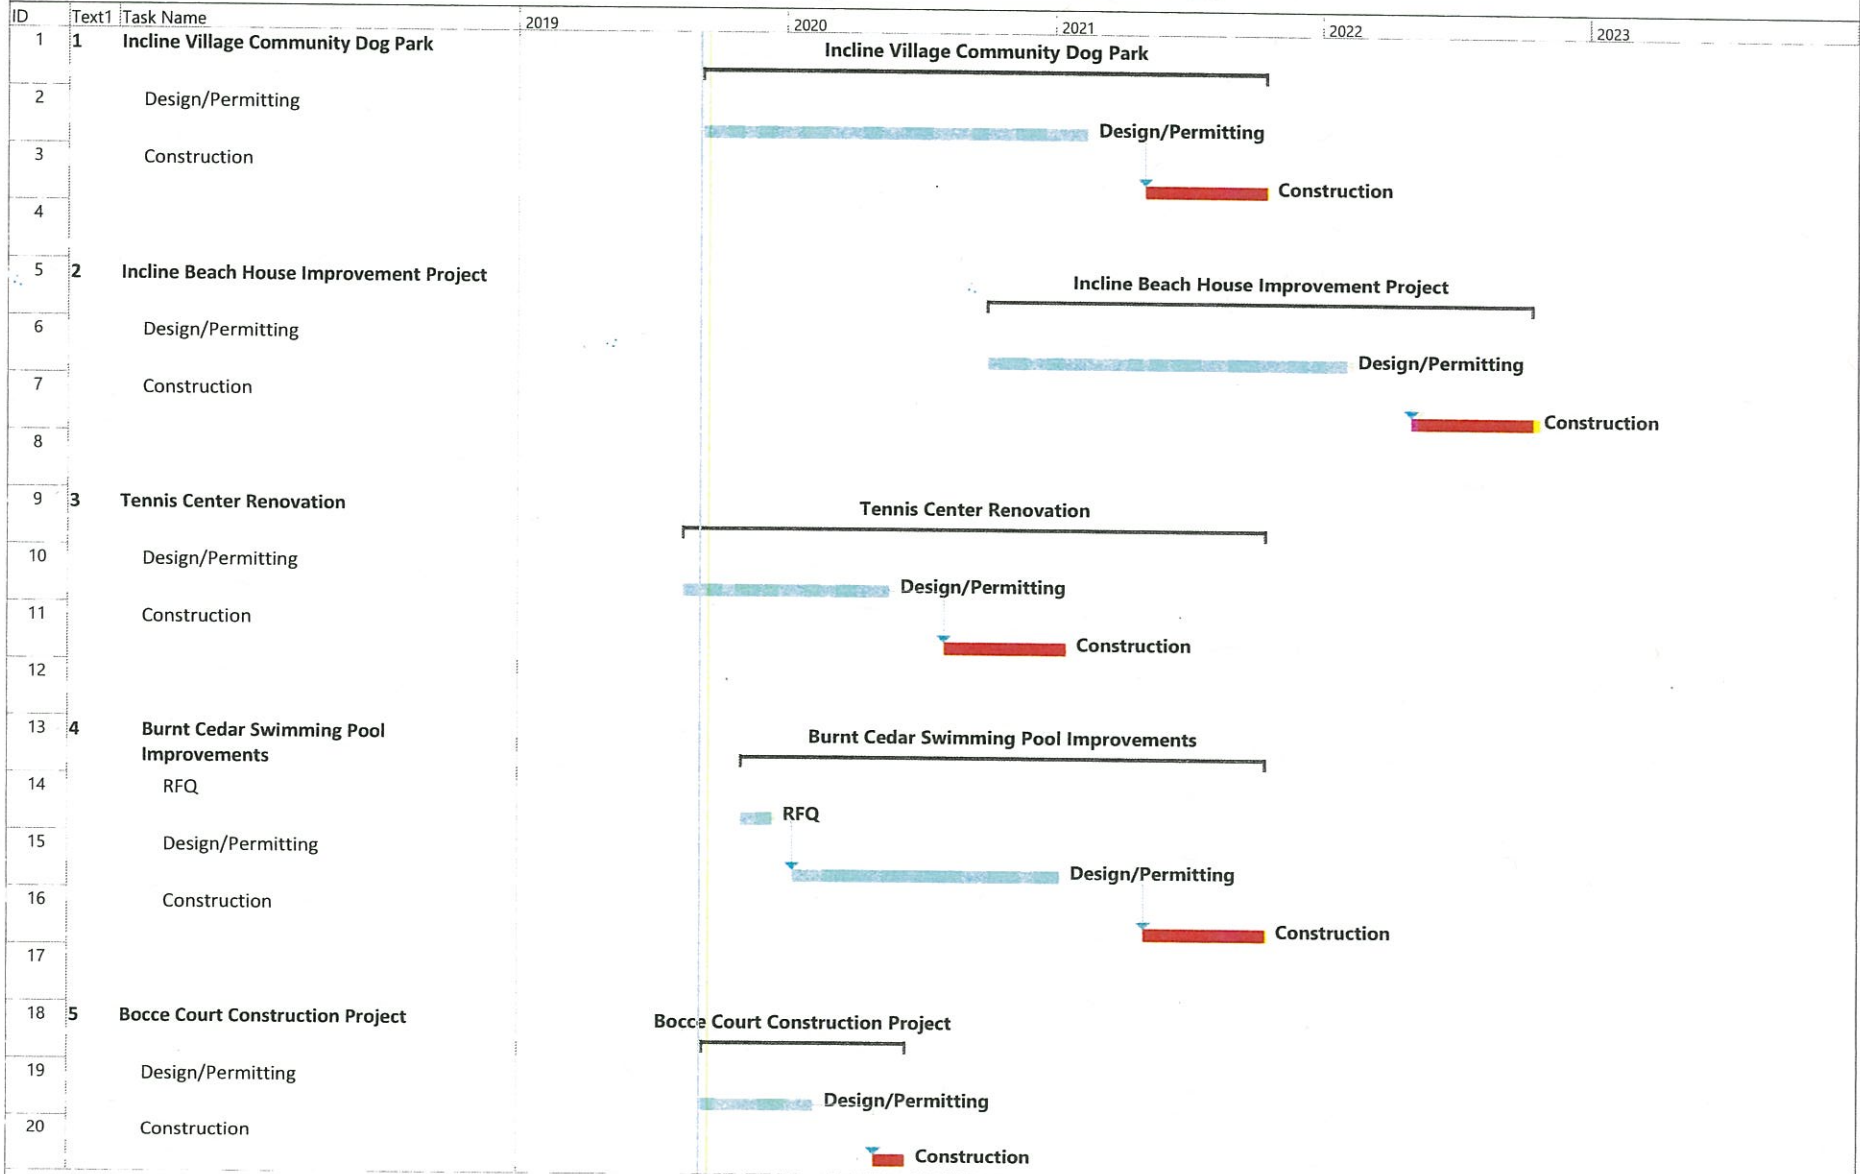 ID Text1 Task Name 2019 2020 2021 2022 2023
1 1 Incline Village Community Dog Park
Incline Village Community Dog Park
2 Design/Permitting
Design/Permitting
3 Construction
Construction
4
5 2 Incline Beach House Improvement Project
Incline Beach House Improvement Project
6 Design/Permitting
Design/Permitting
7 Construction
Construction
8
9 3 Tennis Center Renovation
Tennis Center Renovation
10 Design/Permitting
Design/Permitting
11 Construction
Construction
12
13 4 Burnt Cedar Swimming Pool
Improvements
Burnt Cedar Swimming Pool Improvements
14 RFQ
RFQ
15 Design/Permitting
Design/Permitting
16 Construction
Construction
17
18 5 Bocce Court Construction Project
Bocce Court Construction Project
19 Design/Permitting
Design/Permitting
20 Construction
Construction